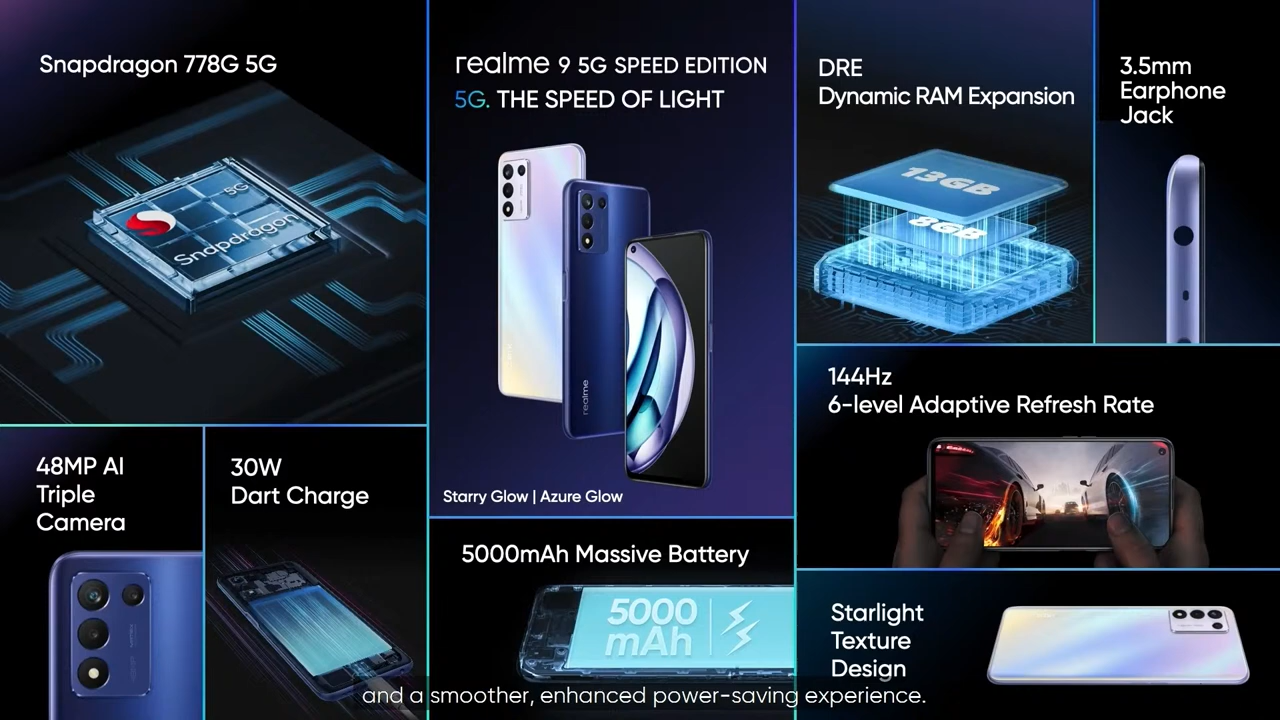 Snapdragon 778G 5G
5G
Snapdragon
realme 9 5G SPEED EDITION
5G. THE SPEED OF LIGHT
realme
Starry Glow | Azure Glow
DRE
Dynamic RAM Expansion
13GB
8GB
3.5mm
Earphone
Jack
144Hz
6-level Adaptive Refresh Rate
48MP AI
Triple
Camera
30W
Dart Charge
5000mAh Massive Battery
5000
mAh
Starlight
Texture
Design
and a smoother, enhanced power-saving experience.